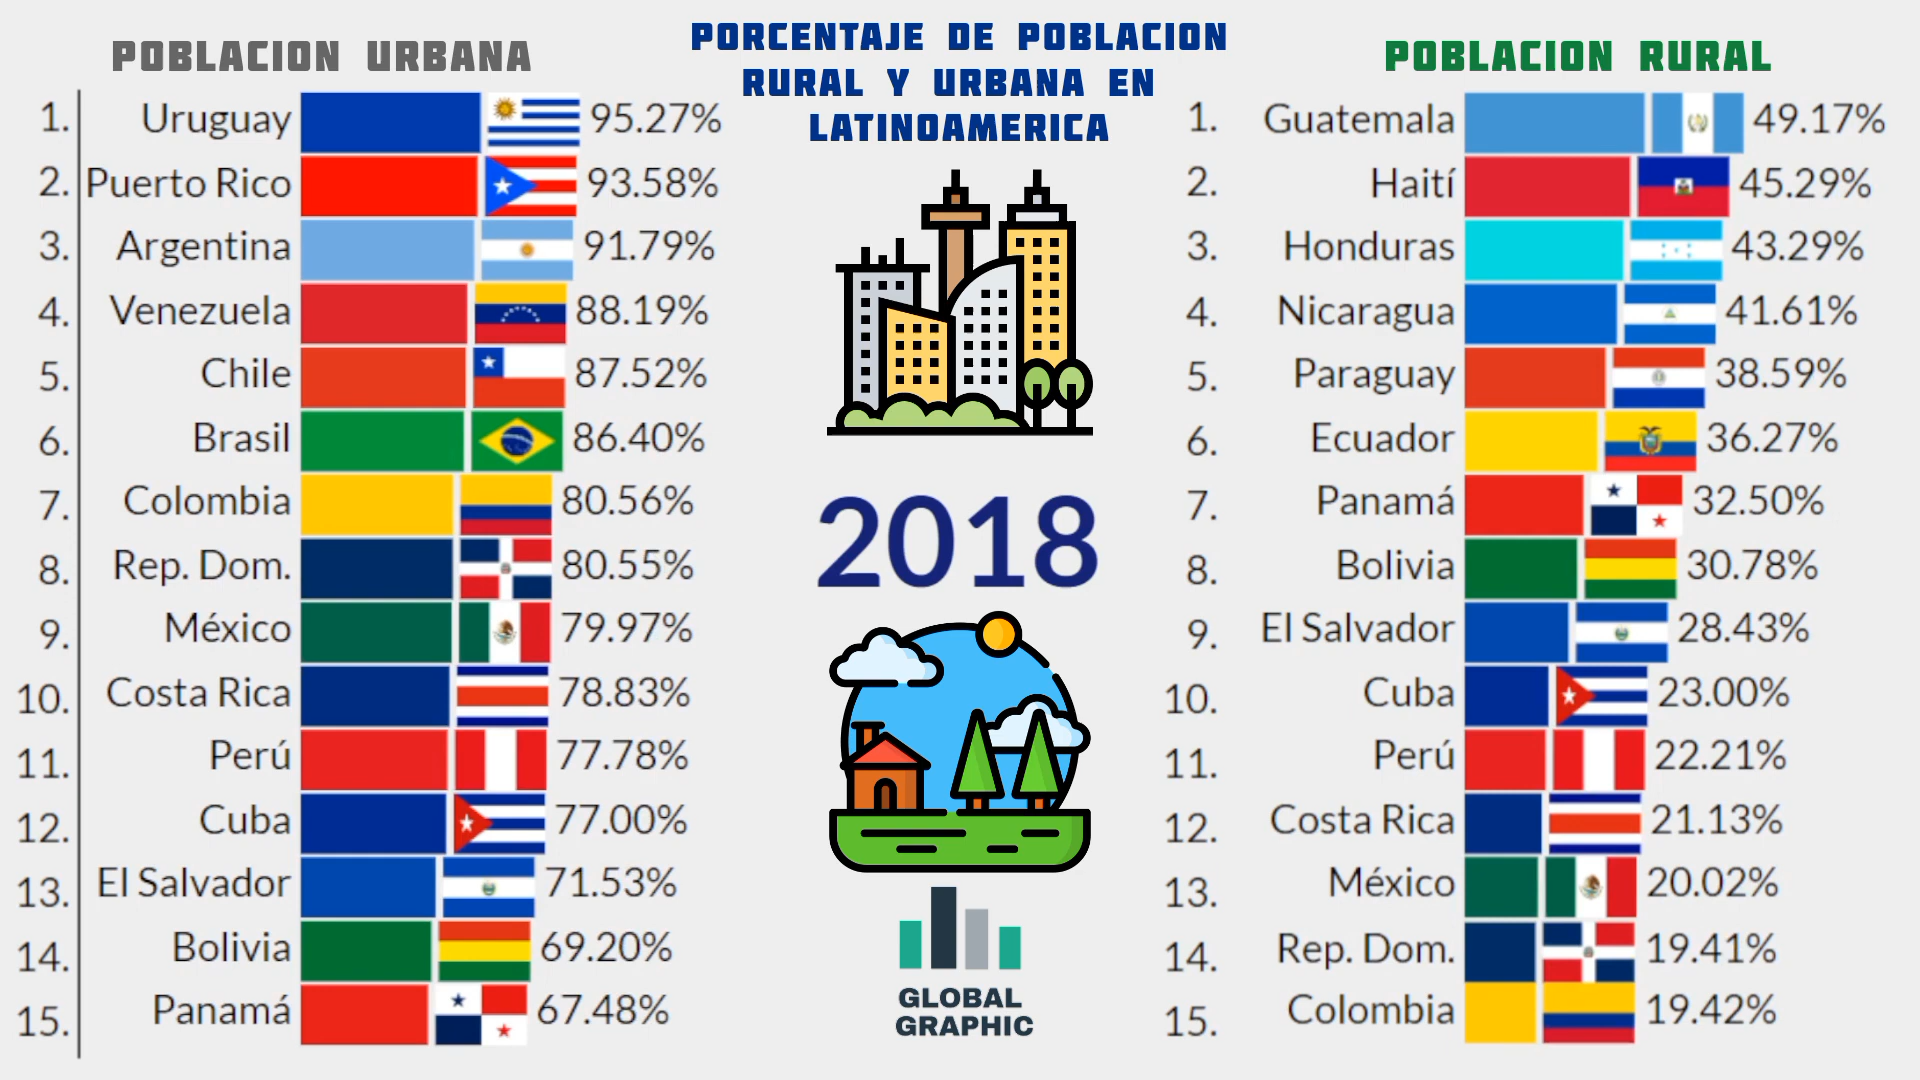 PORCENTAJE DE POBLACION
RURAL Y URBANA EN
LATINOAMERICA
POBLACION URBANA
1. Uruguay 95.27%
2. Puerto Rico 93.58%
3. Argentina 91.79%
4. Venezuela 88.19%
5. Chile 87.52%
6. Brasil 86.40%
7. Colombia 80.56%
8. Rep. Dom. 80.55%
9. México 79.97%
10. Costa Rica 78.83%
11. Perú 77.78%
12. Cuba 77.00%
13. El Salvador 71.53%
14. Bolivia 69.20%
15. Panamá 67.48%
2018
GLOBAL
GRAPHIC
POBLACION RURAL
1. Guatemala 49.17%
2. Haití 45.29%
3. Honduras 43.29%
4. Nicaragua 41.61%
5. Paraguay 38.59%
6. Ecuador 36.27%
7. Panamá 32.50%
8. Bolivia 30.78%
9. El Salvador 28.43%
10. Cuba 23.00%
11. Perú 22.21%
12. Costa Rica 21.13%
13. México 20.02%
14. Rep. Dom. 19.41%
15. Colombia 19.42%